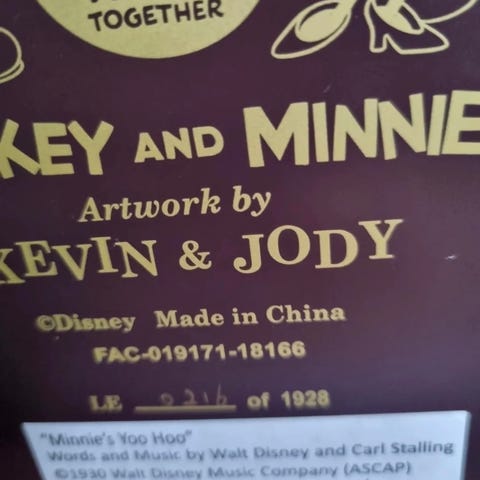 TOGETHER
KEY AND MINNIE
Artwork by
KEVIN & JODY
©Disney Made in China
FAC-019171-18166
LE 0216 of 1928
"Minnie's Yoo Hoo"
Words and Music by Walt Disney and Carl Stalling
©1930 Walt Disney Music Company (ASCAP)